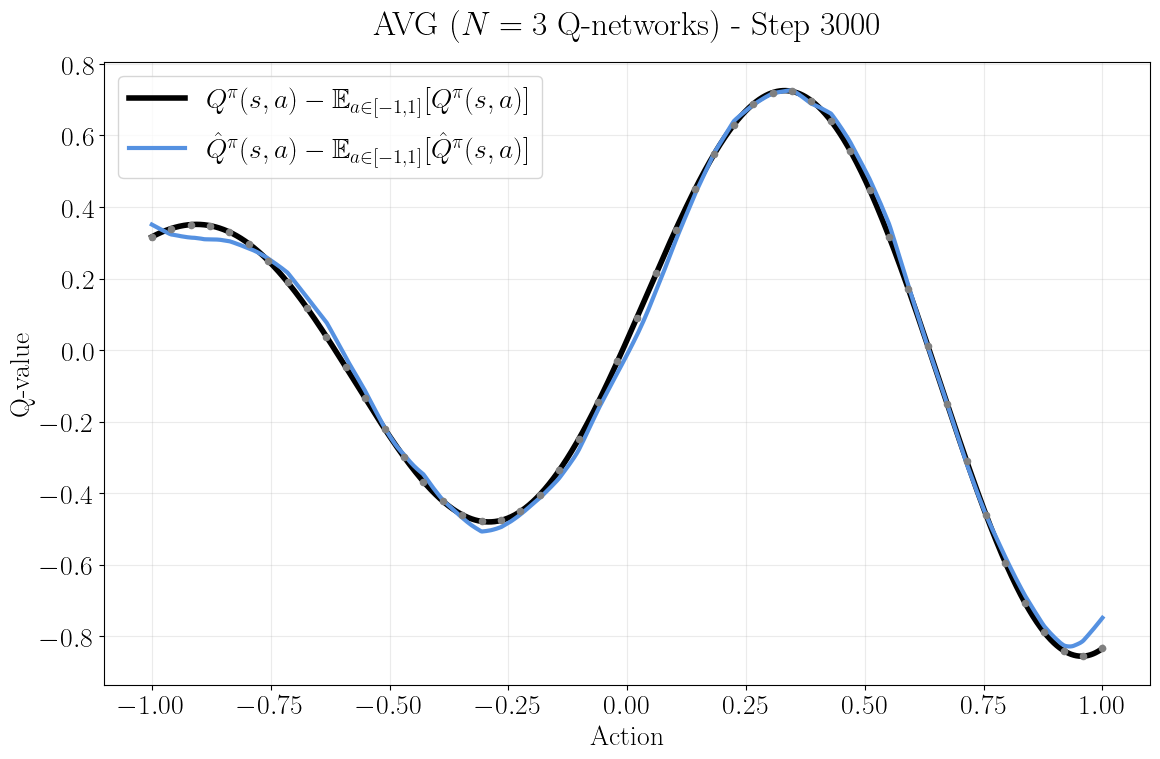 AVG (N = 3 Q-networks) - Step 3000
Q^π(s, a) − 𝔼_{a∈[−1,1]}[Q^π(s, a)]
Q̂^π(s, a) − 𝔼_{a∈[−1,1]}[Q̂^π(s, a)]
Q-value
0.8
0.6
0.4
0.2
0.0
−0.2
−0.4
−0.6
−0.8
−1.00 −0.75 −0.50 −0.25 0.00 0.25 0.50 0.75 1.00
Action